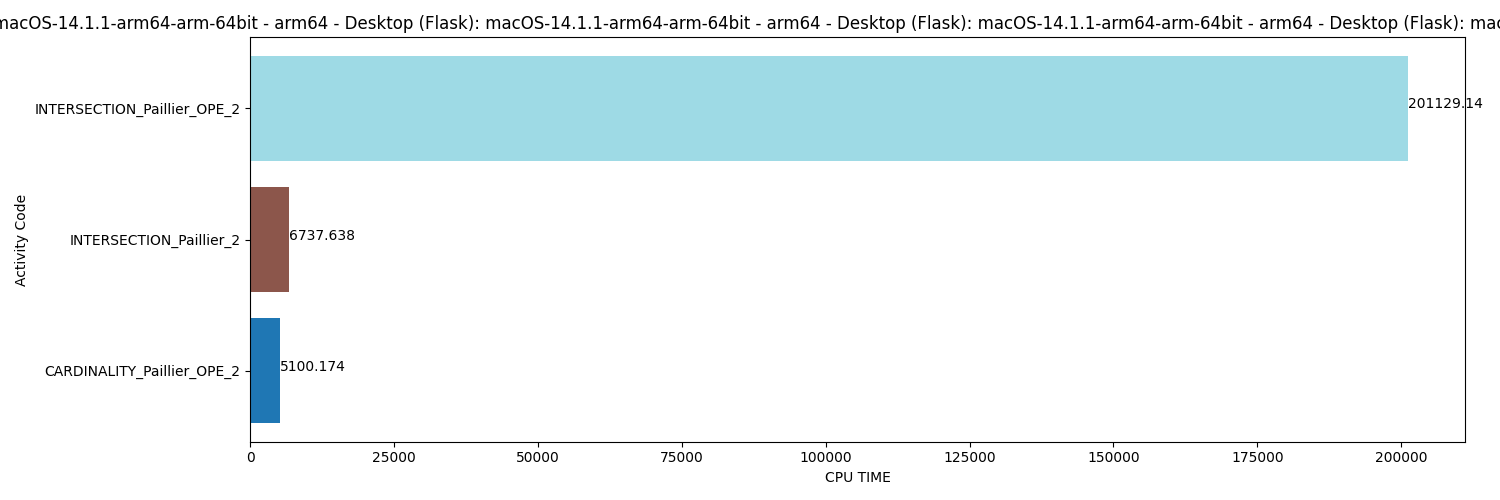 macOS-14.1.1-arm64-arm-64bit - arm64 - Desktop (Flask): macOS-14.1.1-arm64-arm-64bit - arm64 - Desktop (Flask): macOS-14.1.1-arm64-arm-64bit - arm64 - Desktop (Flask): mac
INTERSECTION_Paillier_OPE_2
201129.14
INTERSECTION_Paillier_2
6737.638
CARDINALITY_Paillier_OPE_2
5100.174
Activity Code
0 25000 50000 75000 100000 125000 150000 175000 200000
CPU TIME